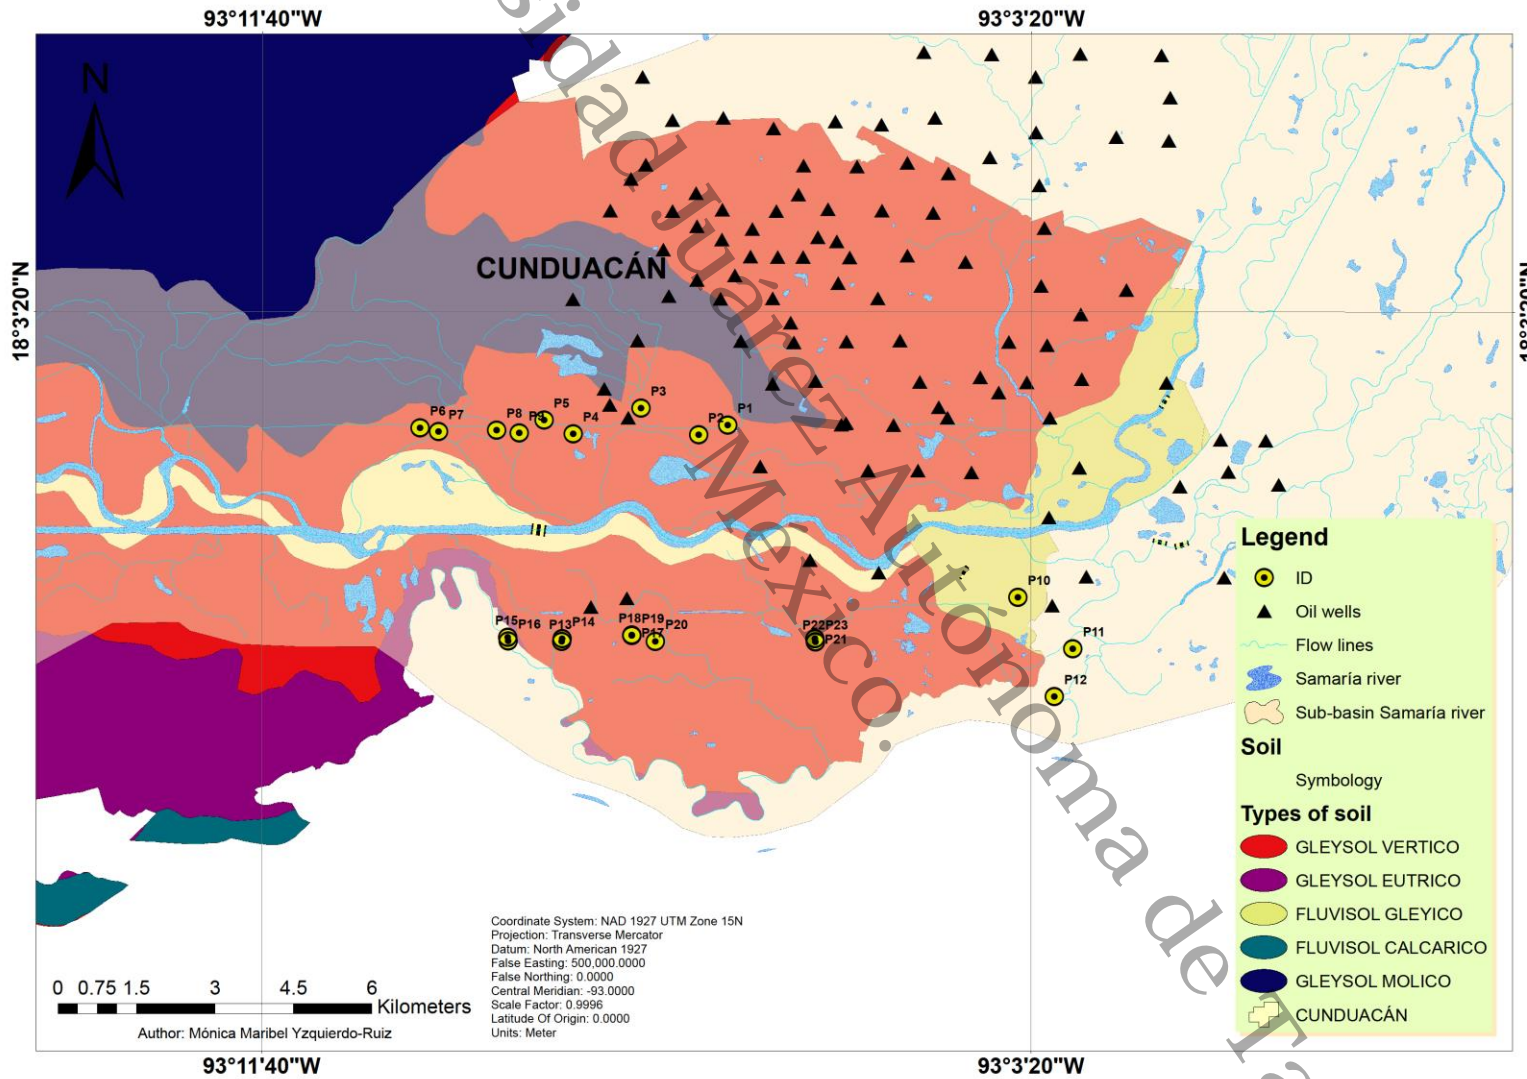 93°11'40"W
93°3'20"W
N
CUNDUACÁN
18°3'20"N
18°3'20"N
P3
P1
P2
P6
P7
P8
P9
P5
P4
P10
P11
P12
P15
P16
P13
P14
P18
P19
P17
P20
P22
P23
P21
Legend
ID
Oil wells
Flow lines
Samaría river
Sub-basin Samaría river
Soil
Symbology
Types of soil
GLEYSOL VERTICO
GLEYSOL EUTRICO
FLUVISOL GLEYICO
FLUVISOL CALCARICO
GLEYSOL MOLICO
CUNDUACÁN
Coordinate System: NAD 1927 UTM Zone 15N
Projection: Transverse Mercator
Datum: North American 1927
False Easting: 500,000.0000
False Northing: 0.0000
Central Meridian: -93.0000
Scale Factor: 0.9996
Latitude Of Origin: 0.0000
Units: Meter
0 0.75 1.5 3 4.5 6
Kilometers
Author: Mónica Maribel Yzquierdo-Ruiz
93°11'40"W
93°3'20"W
Juárez Autónoma de
México.